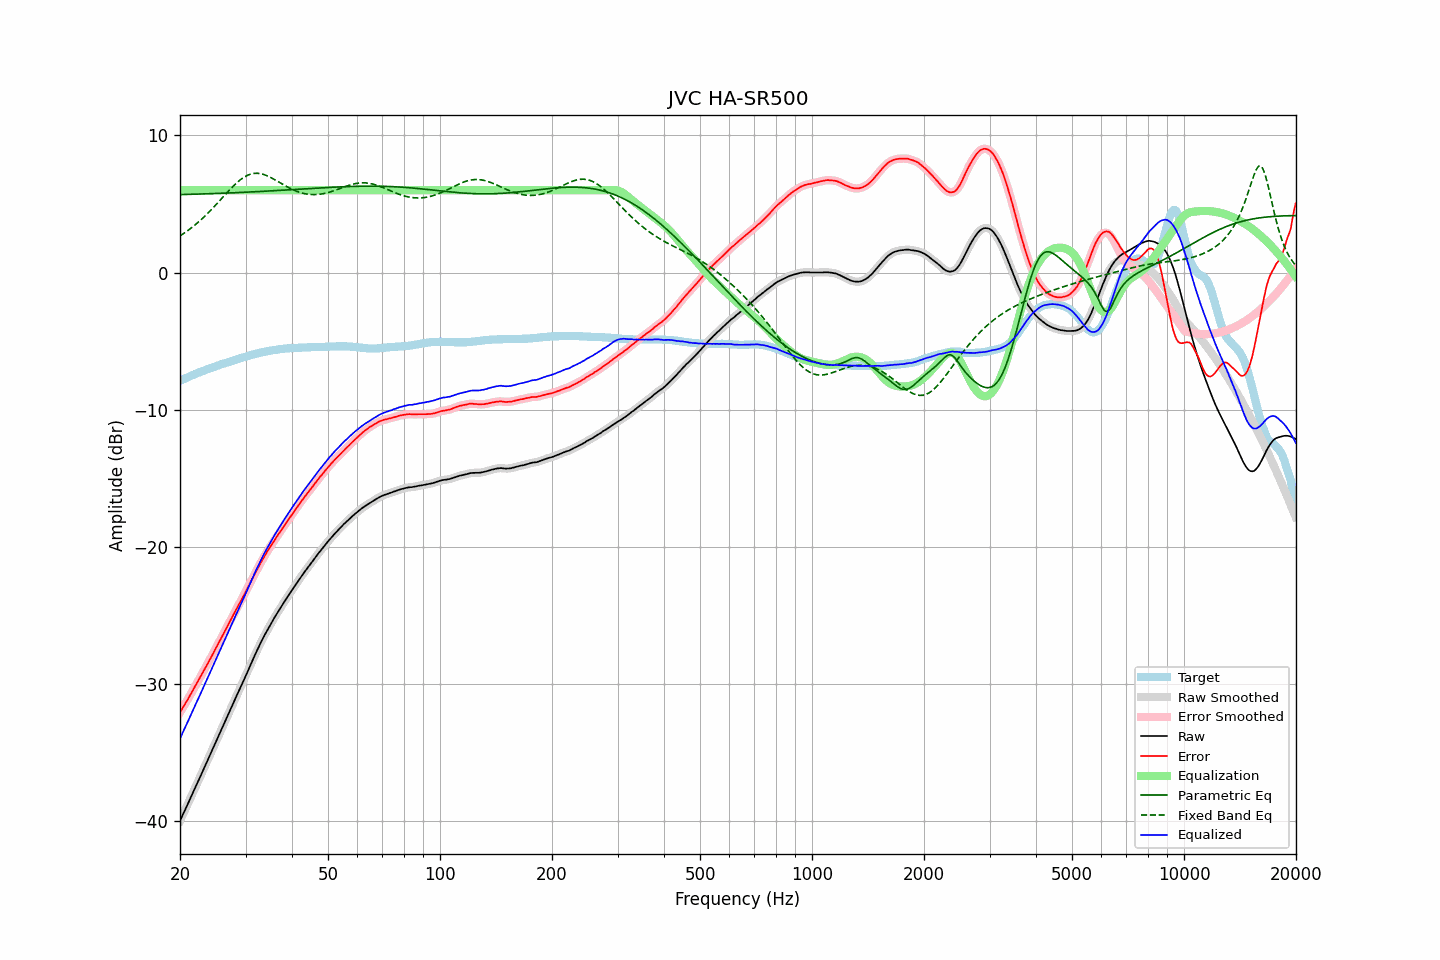 JVC HA-SR500
Amplitude (dBr)
10
0
−10
−20
−30
−40
20
50
100
200
500
1000
2000
5000
10000
20000
Frequency (Hz)
Target
Raw Smoothed
Error Smoothed
Raw
Error
Equalization
Parametric Eq
Fixed Band Eq
Equalized